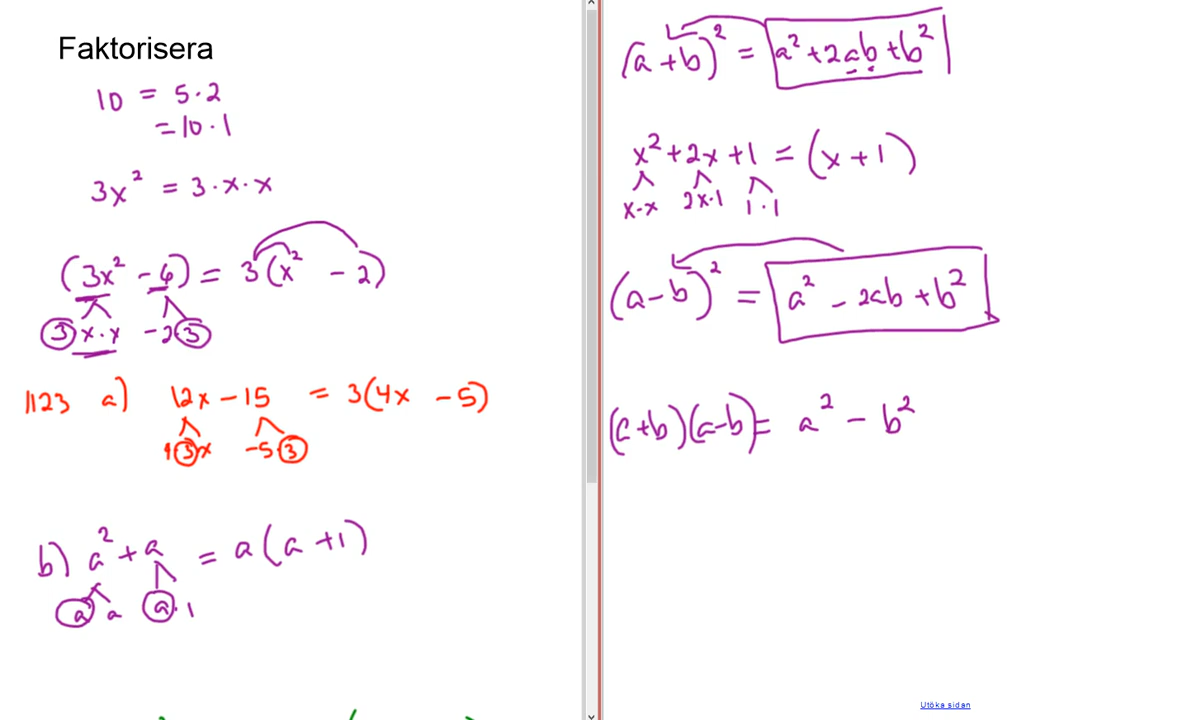 Faktorisera
10 = 5·2
= 10·1
3x² = 3·x·x
(3x² - 6) = 3(x² - 2)
3 x·x -2·3
1123 a) 12x - 15 = 3(4x - 5)
4·3·x -5·3
b) a² + a = a(a + 1)
a·a a·1
(a+b)² = a² + 2ab + b²
x² + 2x + 1 = (x + 1)
x·x 2x·1 1·1
(a-b)² = a² - 2ab + b²
(a+b)(a-b) = a² - b²
Utöka sidan